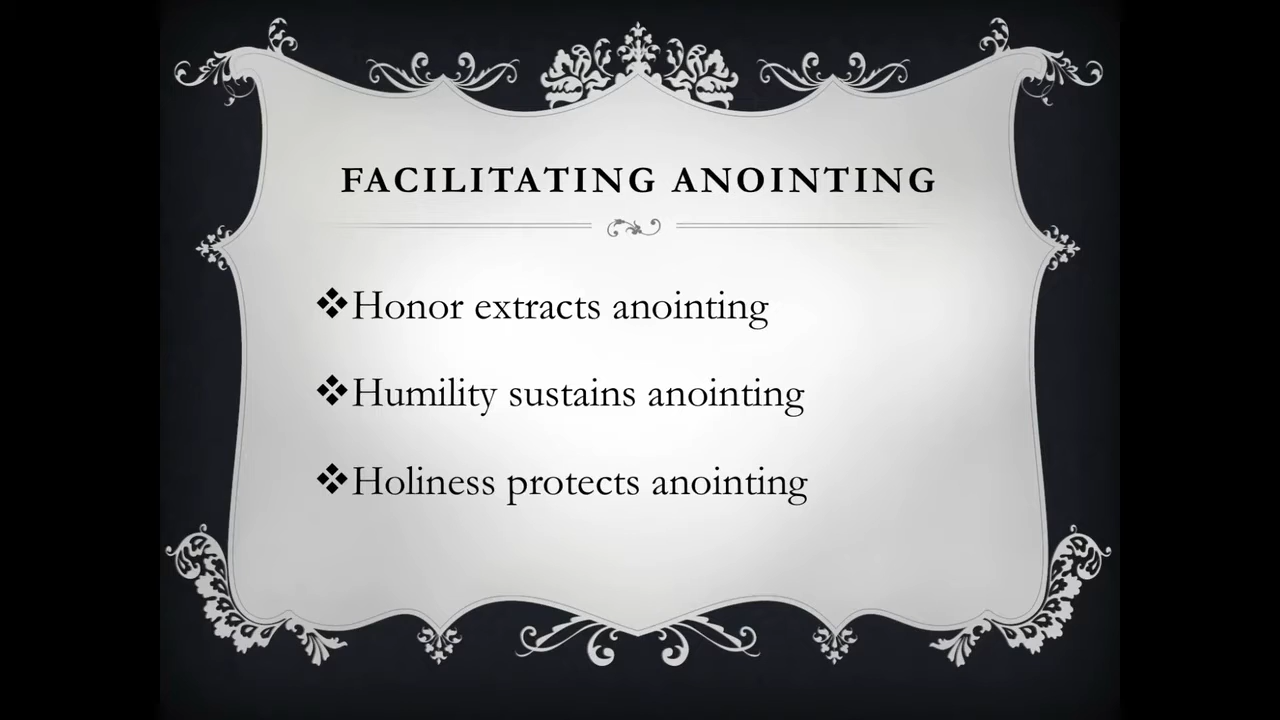 FACILITATING ANOINTING
❖Honor extracts anointing
❖Humility sustains anointing
❖Holiness protects anointing